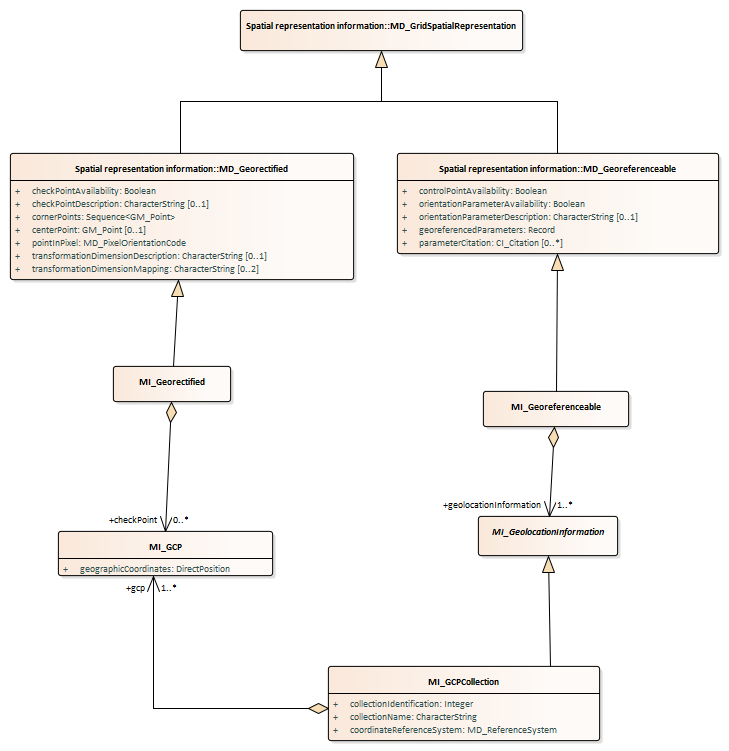 Spatial representation information::MD_GridSpatialRepresentation
Spatial representation information::MD_Georectified
+ checkPointAvailability: Boolean
+ checkPointDescription: CharacterString [0..1]
+ cornerPoints: Sequence<GM_Point>
+ centerPoint: GM_Point [0..1]
+ pointInPixel: MD_PixelOrientationCode
+ transformationDimensionDescription: CharacterString [0..1]
+ transformationDimensionMapping: CharacterString [0..2]
Spatial representation information::MD_Georeferenceable
+ controlPointAvailability: Boolean
+ orientationParameterAvailability: Boolean
+ orientationParameterDescription: CharacterString [0..1]
+ georeferencedParameters: Record
+ parameterCitation: CI_Citation [0..*]
MI_Georectified
MI_Georeferenceable
+checkPoint 0..*
+geolocationInformation 1..*
MI_GCP
+ geographicCoordinates: DirectPosition
MI_GeolocationInformation
+gcp 1..*
MI_GCPCollection
+ collectionIdentification: Integer
+ collectionName: CharacterString
+ coordinateReferenceSystem: MD_ReferenceSystem